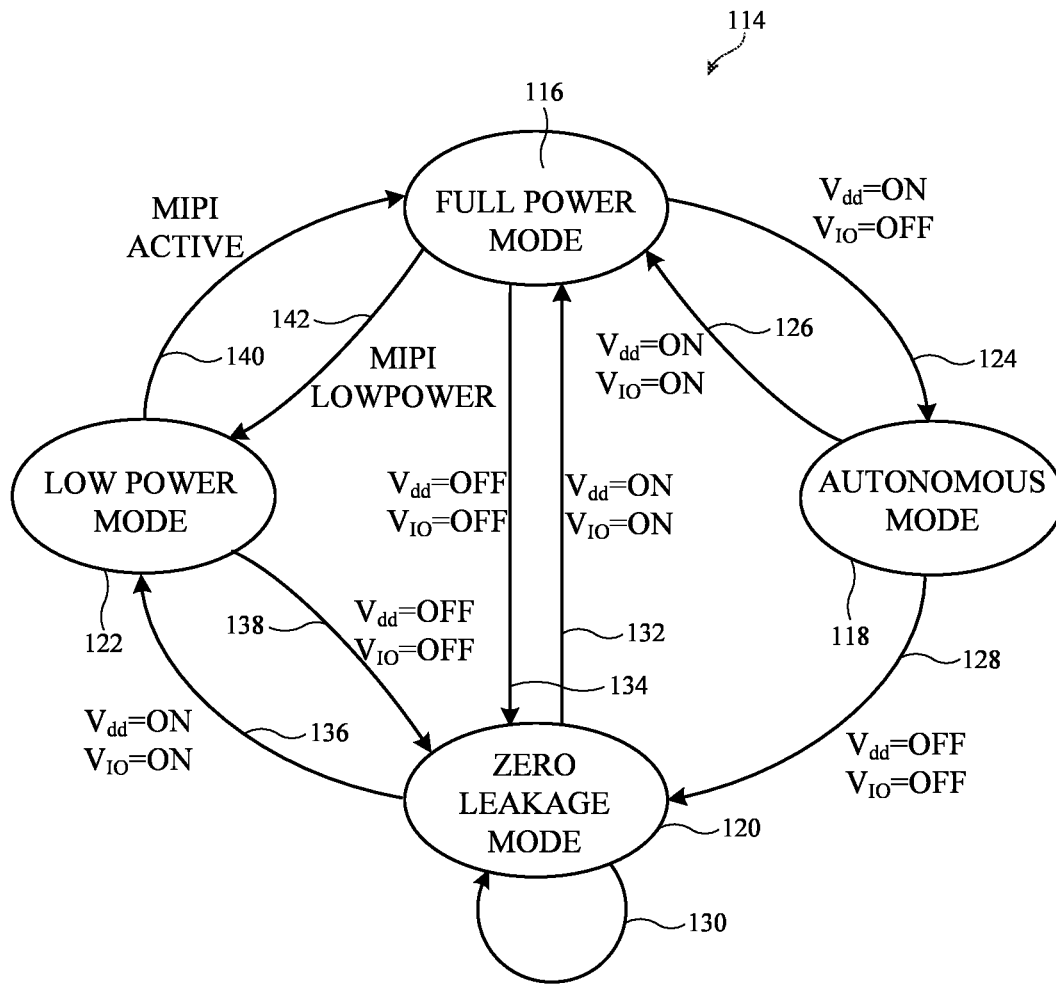 114
116
FULL POWER
MODE
MIPI
ACTIVE
V_dd=ON
V_IO=OFF
142
140
126
124
V_dd=ON
V_IO=ON
MIPI
LOWPOWER
LOW POWER
MODE
V_dd=OFF
V_IO=OFF
V_dd=ON
V_IO=ON
AUTONOMOUS
MODE
122
138
V_dd=OFF
V_IO=OFF
132
118
128
134
V_dd=ON
V_IO=ON
136
V_dd=OFF
V_IO=OFF
ZERO
LEAKAGE
MODE
120
130